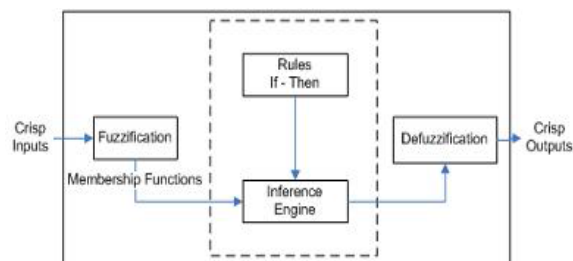 Rules
If - Then
Crisp
Inputs
Fuzzification
Defuzzification
Crisp
Outputs
Membership Functions
Inference
Engine